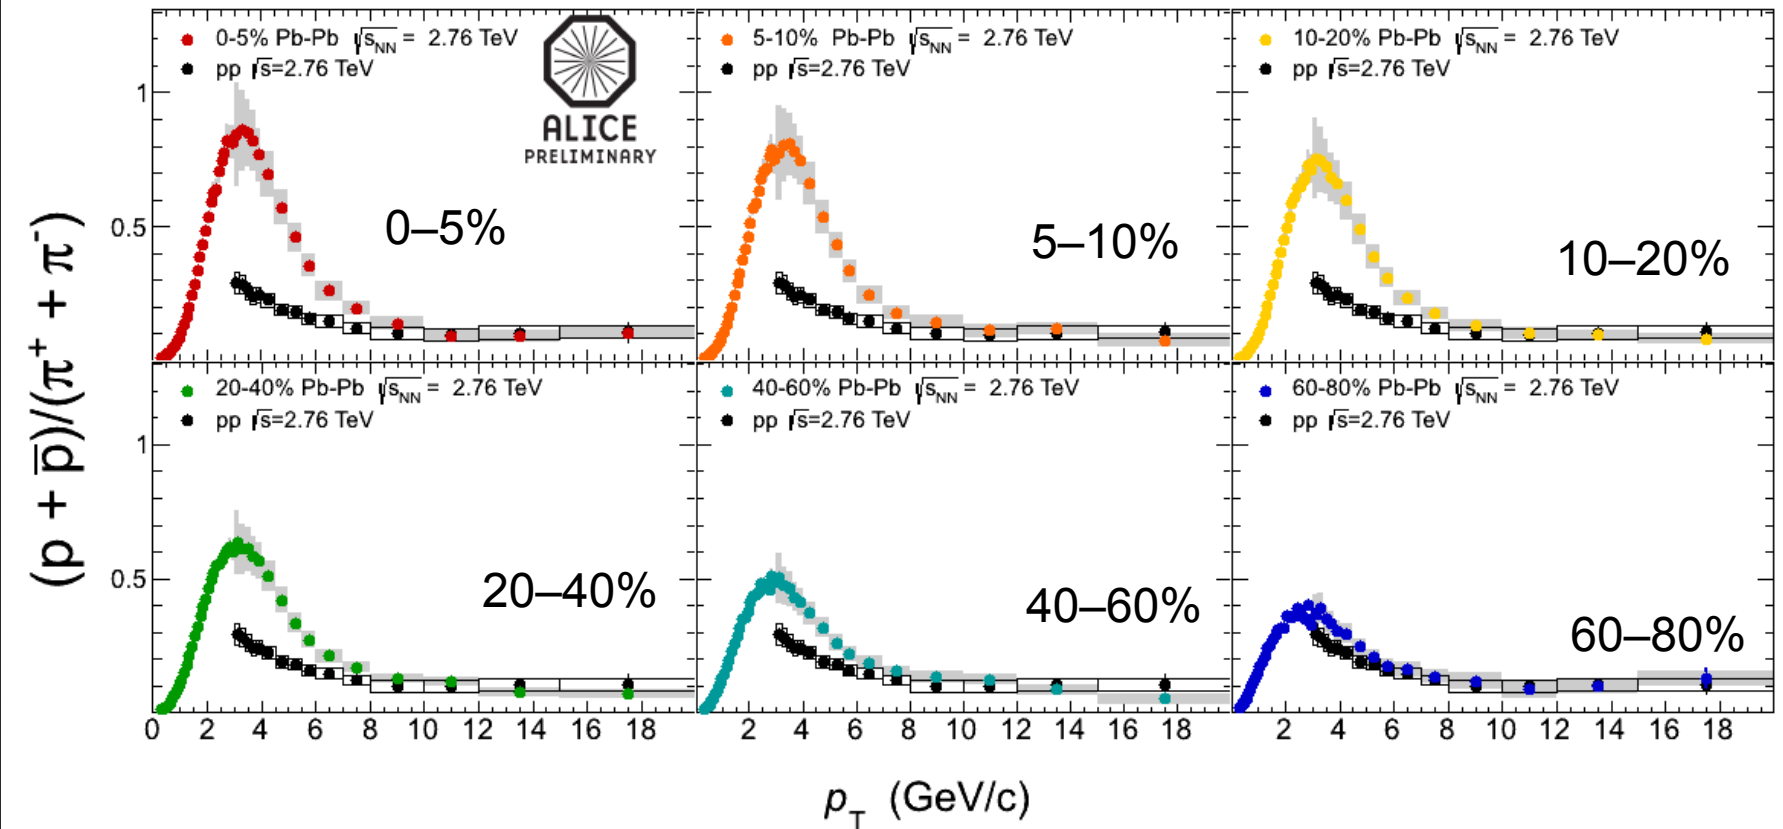 0-5% Pb-Pb √sNN = 2.76 TeV
pp √s=2.76 TeV
ALICE
PRELIMINARY
0–5%
5-10% Pb-Pb √sNN = 2.76 TeV
pp √s=2.76 TeV
5–10%
10-20% Pb-Pb √sNN = 2.76 TeV
pp √s=2.76 TeV
10–20%
1
0.5
(p + p̅)/(π⁺ + π⁻)
20-40% Pb-Pb √sNN = 2.76 TeV
pp √s=2.76 TeV
20–40%
40-60% Pb-Pb √sNN = 2.76 TeV
pp √s=2.76 TeV
40–60%
60-80% Pb-Pb √sNN = 2.76 TeV
pp √s=2.76 TeV
60–80%
1
0.5
0 2 4 6 8 10 12 14 16 18
2 4 6 8 10 12 14 16 18
2 4 6 8 10 12 14 16 18
pT (GeV/c)